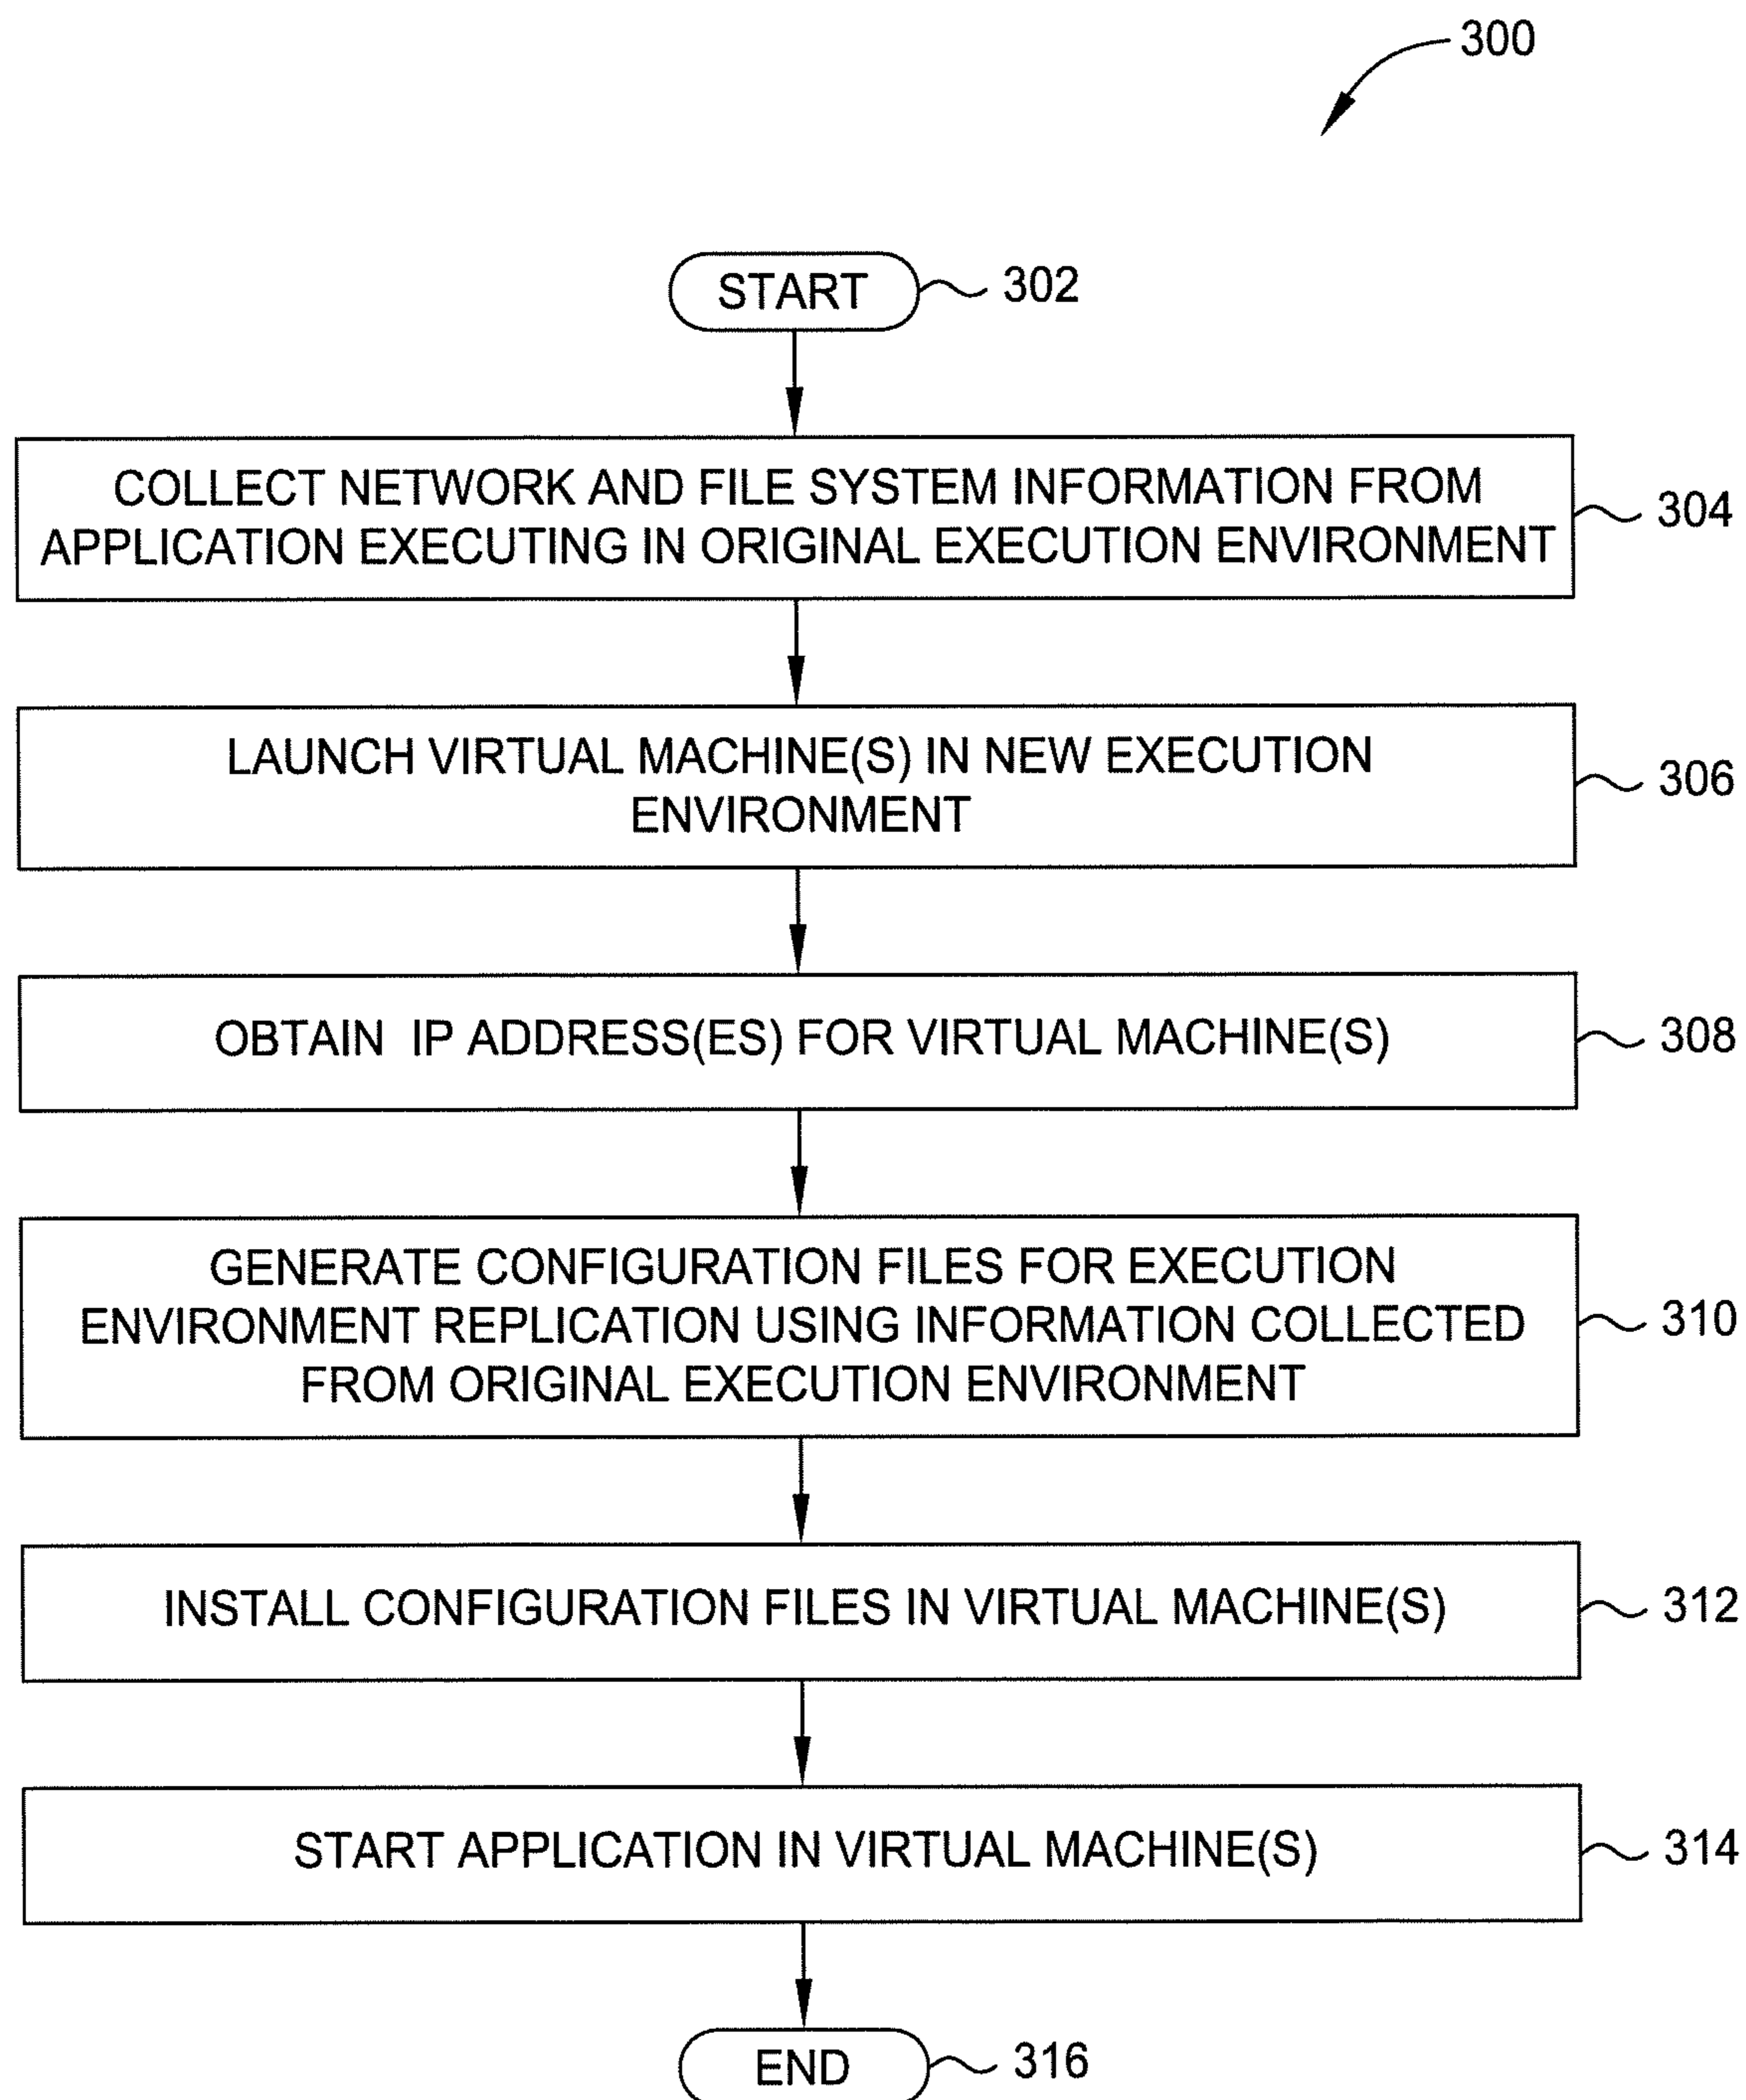 300
START
302
COLLECT NETWORK AND FILE SYSTEM INFORMATION FROM
APPLICATION EXECUTING IN ORIGINAL EXECUTION ENVIRONMENT
304
LAUNCH VIRTUAL MACHINE(S) IN NEW EXECUTION
ENVIRONMENT
306
OBTAIN IP ADDRESS(ES) FOR VIRTUAL MACHINE(S)
308
GENERATE CONFIGURATION FILES FOR EXECUTION
ENVIRONMENT REPLICATION USING INFORMATION COLLECTED
FROM ORIGINAL EXECUTION ENVIRONMENT
310
INSTALL CONFIGURATION FILES IN VIRTUAL MACHINE(S)
312
START APPLICATION IN VIRTUAL MACHINE(S)
314
END
316